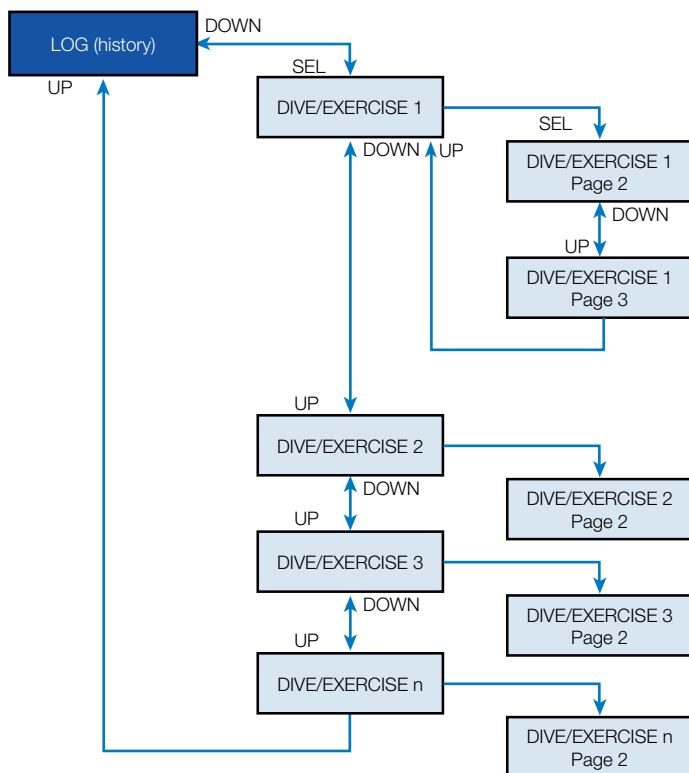 DOWN
LOG (history)
UP
SEL
DIVE/EXERCISE 1
SEL
DOWN
UP
DIVE/EXERCISE 1
Page 2
DOWN
UP
DIVE/EXERCISE 1
Page 3
UP
DIVE/EXERCISE 2
DOWN
DIVE/EXERCISE 2
Page 2
UP
DIVE/EXERCISE 3
DOWN
DIVE/EXERCISE 3
Page 2
UP
DIVE/EXERCISE n
DIVE/EXERCISE n
Page 2